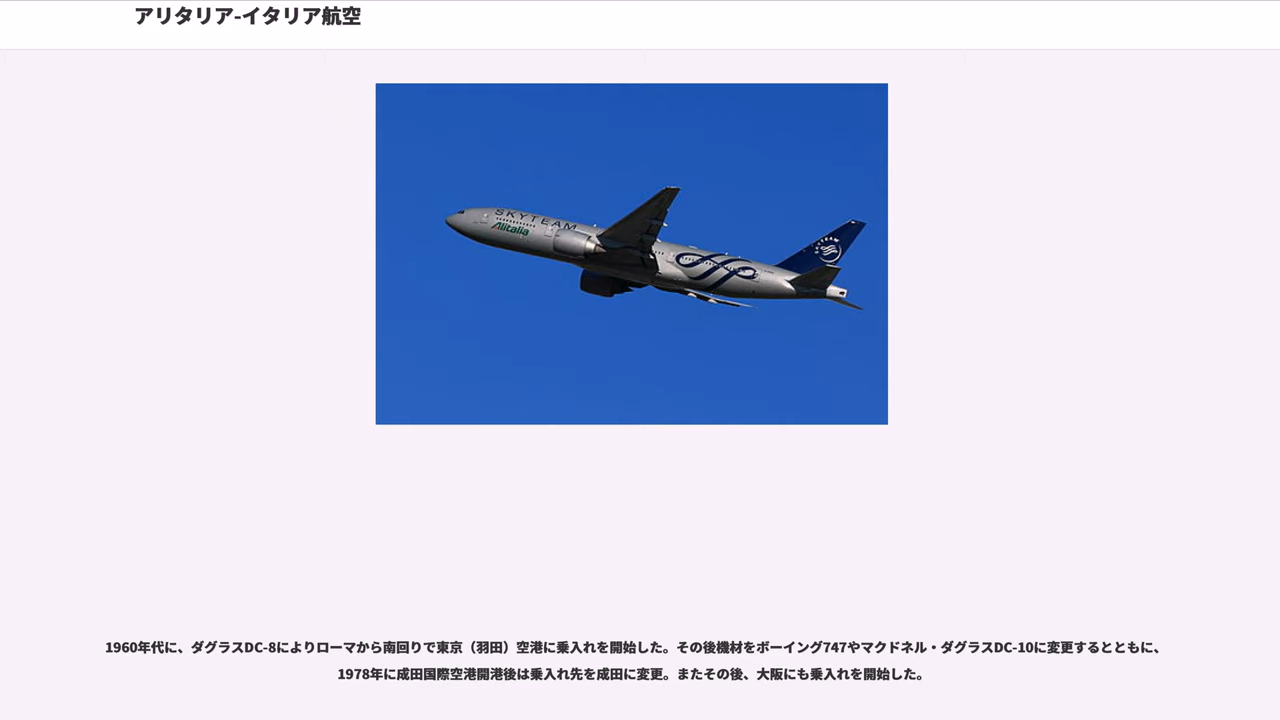 アリタリア-イタリア航空
SKYTEAM
Alitalia
SKYTEAM
1960年代に、ダグラスDC-8によりローマから南回りで東京（羽田）空港に乗入れを開始した。その後機材をボーイング747やマクドネル・ダグラスDC-10に変更するとともに、
1978年に成田国際空港開港後は乗入れ先を成田に変更。またその後、大阪にも乗入れを開始した。